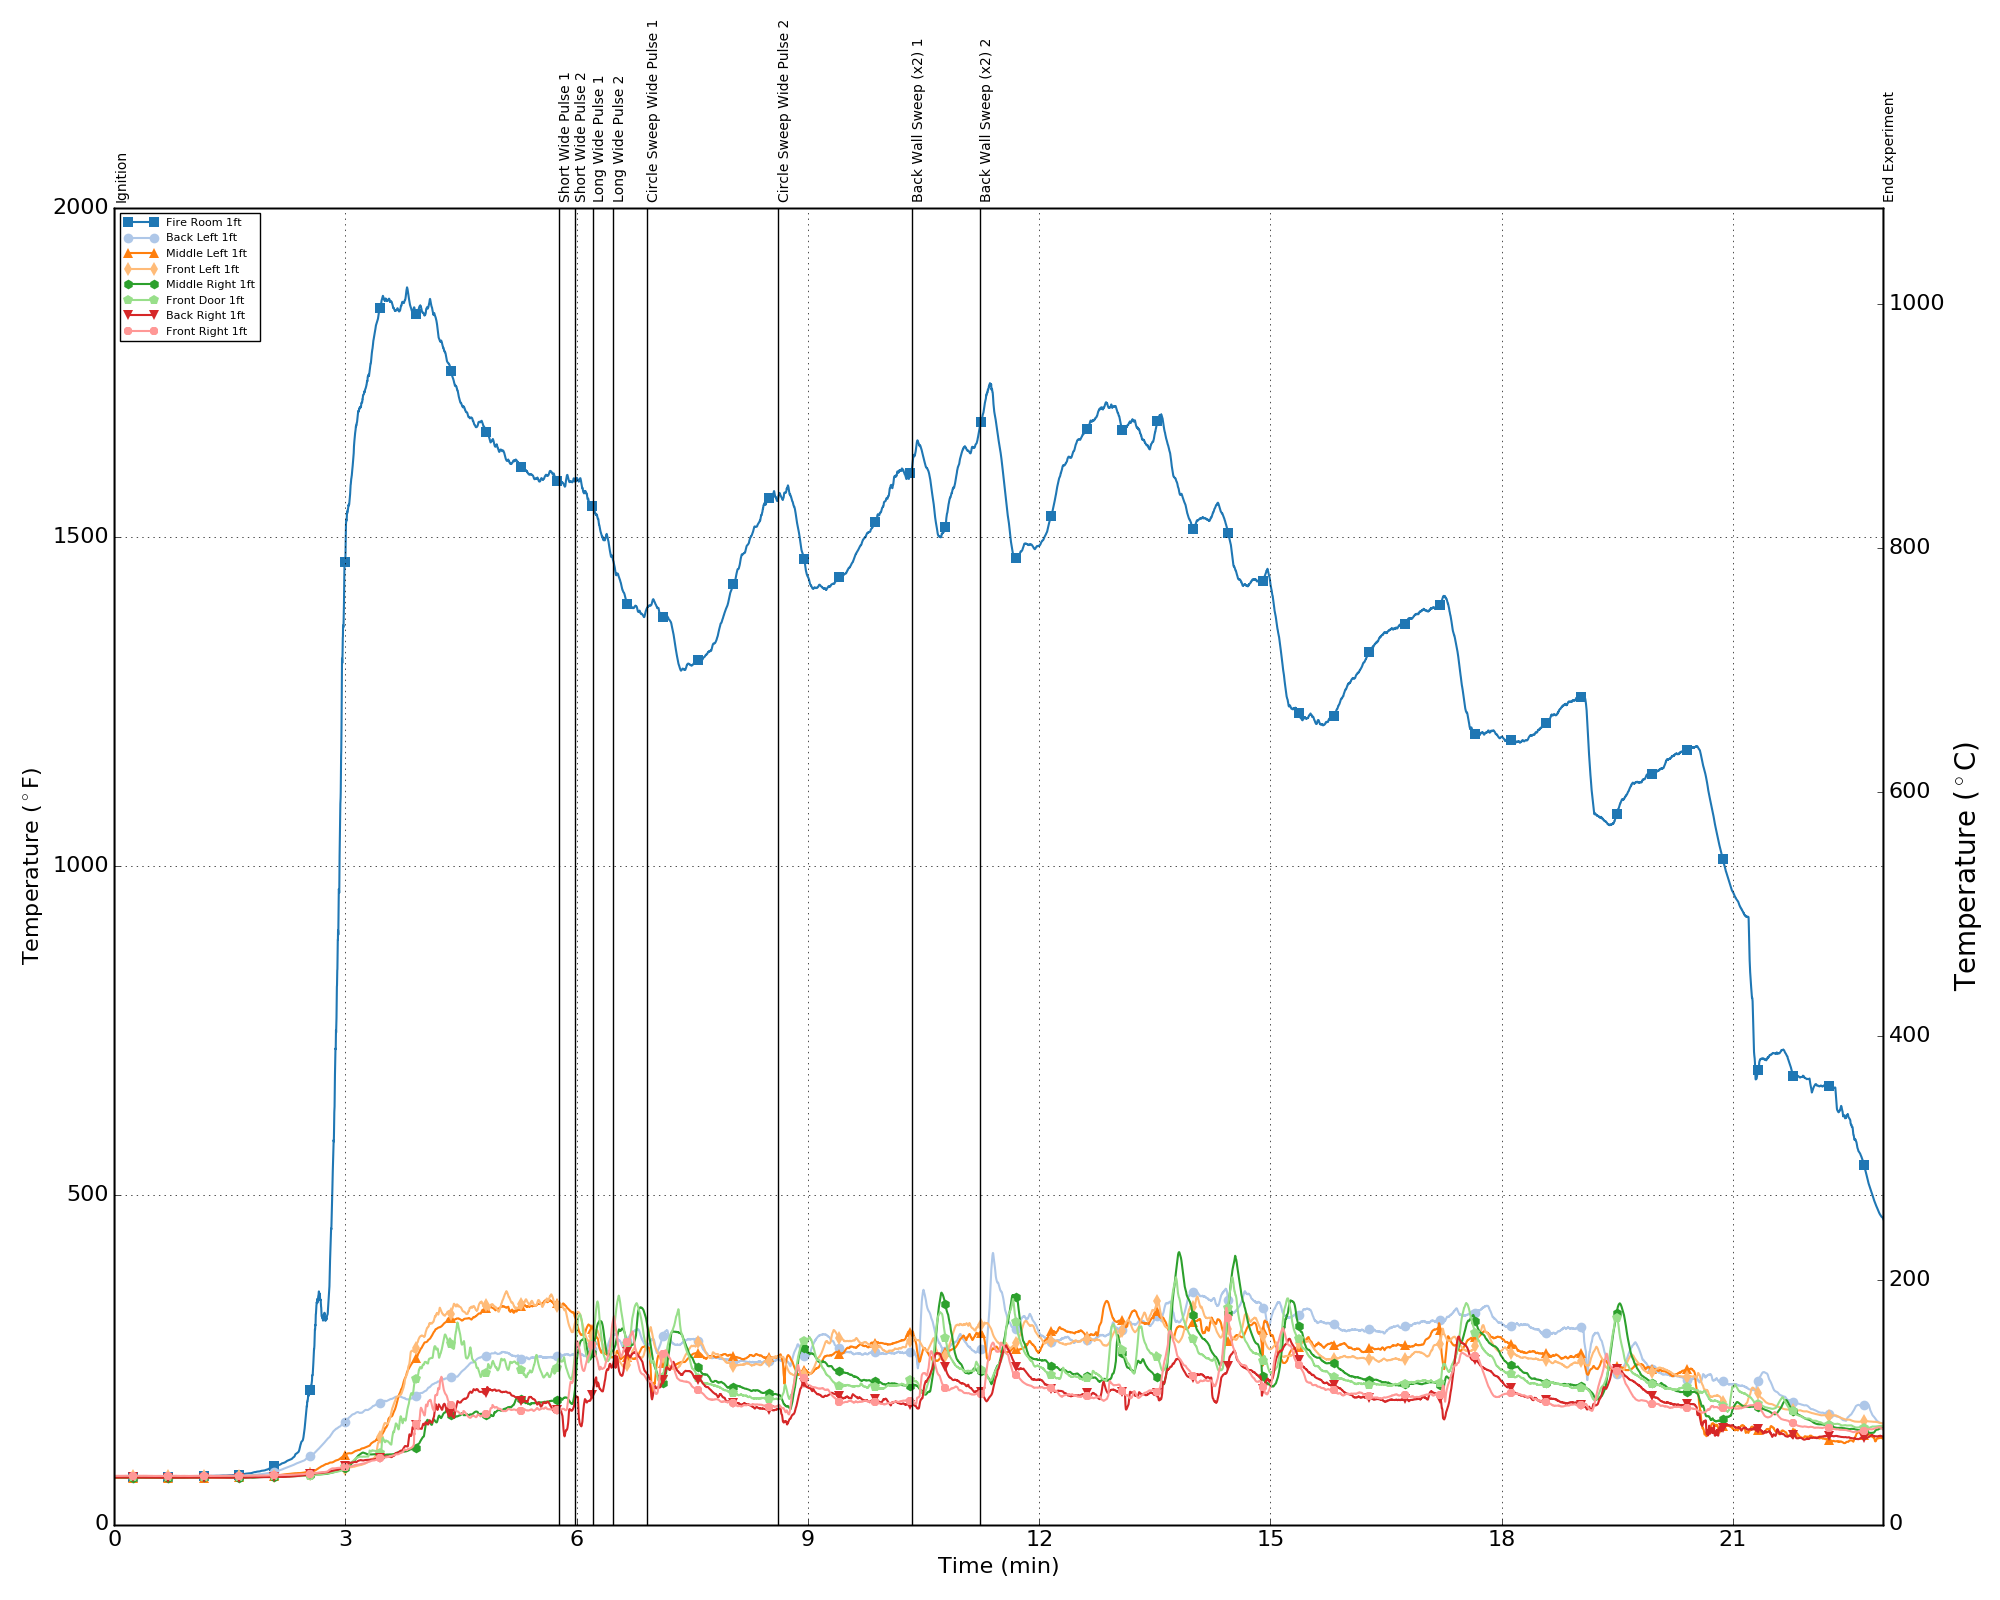 Ignition
Short Wide Pulse 1
Short Wide Pulse 2
Long Wide Pulse 1
Long Wide Pulse 2
Circle Sweep Wide Pulse 1
Circle Sweep Wide Pulse 2
Back Wall Sweep (x2) 1
Back Wall Sweep (x2) 2
End Experiment
Fire Room 1ft
Back Left 1ft
Middle Left 1ft
Front Left 1ft
Middle Right 1ft
Front Door 1ft
Back Right 1ft
Front Right 1ft
2000
1500
1000
500
0
Temperature (°F)
1000
800
600
400
200
0
Temperature (°C)
0 3 6 9 12 15 18 21
Time (min)